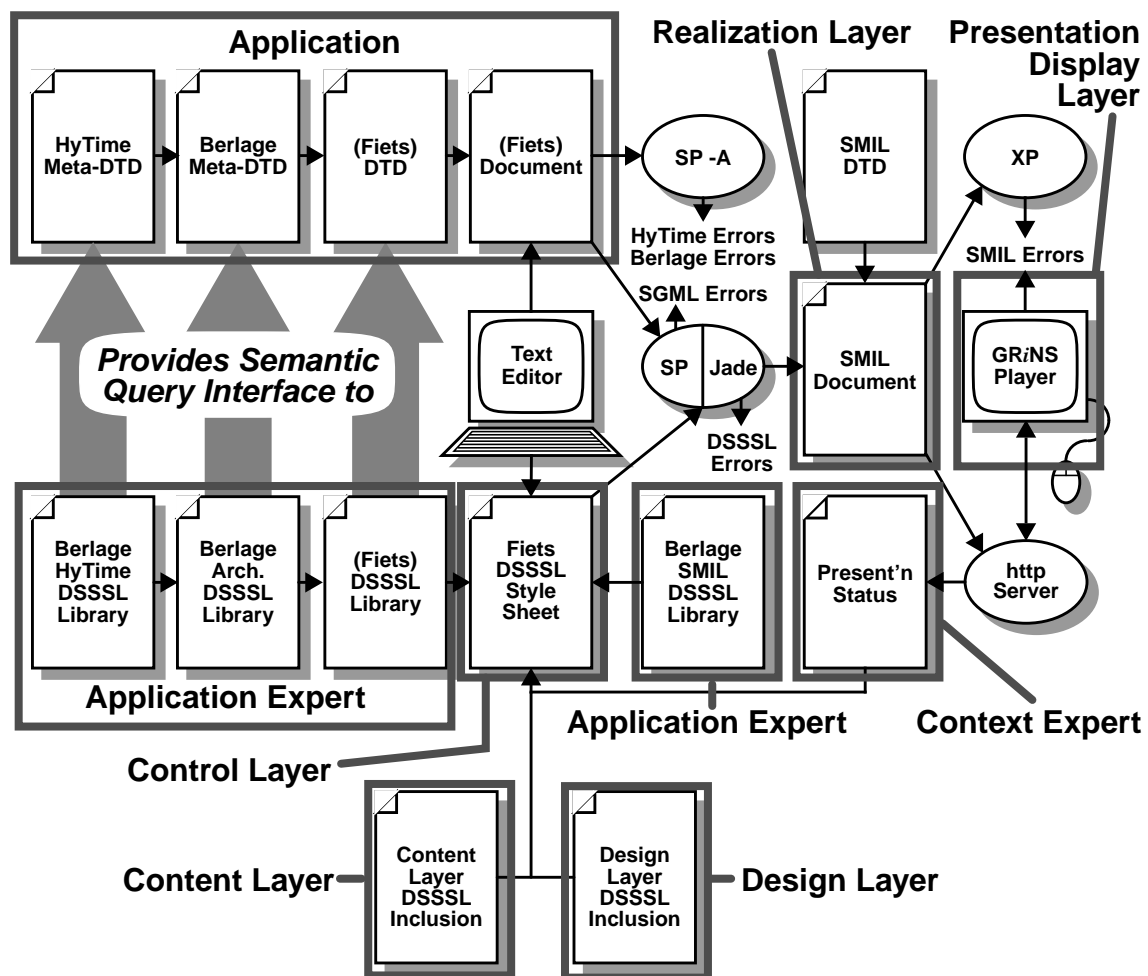 Application
Realization Layer
Presentation
Display
Layer
HyTime
Meta-DTD
Berlage
Meta-DTD
(Fiets)
DTD
(Fiets)
Document
SP -A
SMIL
DTD
XP
HyTime Errors
Berlage Errors
SMIL Errors
SGML Errors
Provides Semantic
Query Interface to
Text
Editor
SP
Jade
SMIL
Document
GRiNS
Player
DSSSL
Errors
Berlage
HyTime
DSSSL
Library
Berlage
Arch.
DSSSL
Library
(Fiets)
DSSSL
Library
Fiets
DSSSL
Style
Sheet
Berlage
SMIL
DSSSL
Library
Present’n
Status
http
Server
Application Expert
Application Expert
Context Expert
Control Layer
Content Layer
Content
Layer
DSSSL
Inclusion
Design
Layer
DSSSL
Inclusion
Design Layer